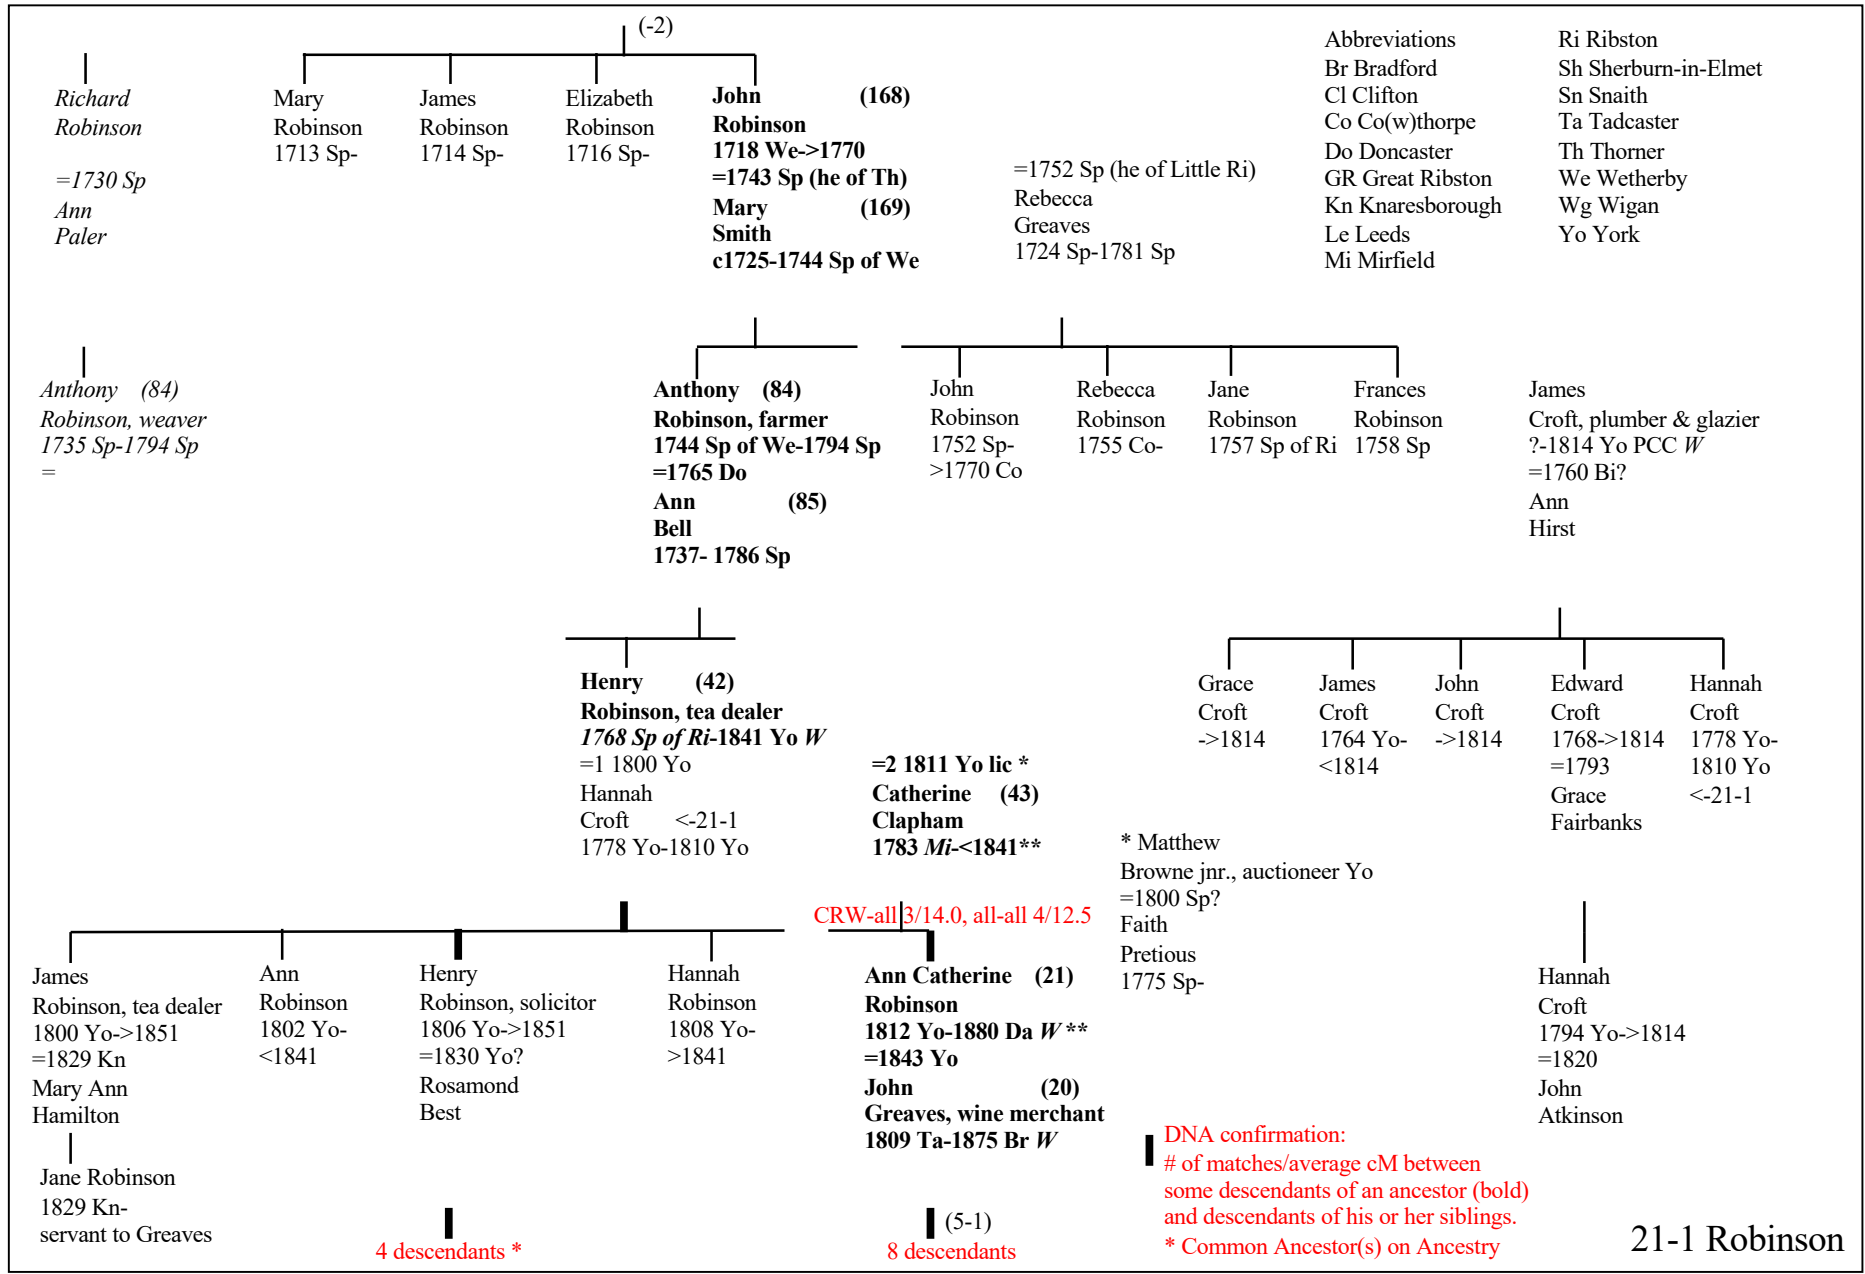 (-2)
Richard
Robinson
=1730 Sp
Ann
Paler
Mary
Robinson
1713 Sp-
James
Robinson
1714 Sp-
Elizabeth
Robinson
1716 Sp-
John (168)
Robinson
1718 We->1770
=1743 Sp (he of Th)
Mary (169)
Smith
c1725-1744 Sp of We
=1752 Sp (he of Little Ri)
Rebecca
Greaves
1724 Sp-1781 Sp
Abbreviations
Br Bradford
Cl Clifton
Co Co(w)thorpe
Do Doncaster
GR Great Ribston
Kn Knaresborough
Le Leeds
Mi Mirfield
Ri Ribston
Sh Sherburn-in-Elmet
Sn Snaith
Ta Tadcaster
Th Thorner
We Wetherby
Wg Wigan
Yo York
Anthony (84)
Robinson, weaver
1735 Sp-1794 Sp
=
Anthony (84)
Robinson, farmer
1744 Sp of We-1794 Sp
=1765 Do
Ann (85)
Bell
1737- 1786 Sp
John
Robinson
1752 Sp-
>1770 Co
Rebecca
Robinson
1755 Co-
Jane
Robinson
1757 Sp of Ri
Frances
Robinson
1758 Sp
James
Croft, plumber & glazier
?-1814 Yo PCC W
=1760 Bi?
Ann
Hirst
Henry (42)
Robinson, tea dealer
1768 Sp of Ri-1841 Yo W
=1 1800 Yo
Hannah
Croft <-21-1
1778 Yo-1810 Yo
=2 1811 Yo lic *
Catherine (43)
Clapham
1783 Mi-<1841**
Grace
Croft
->1814
James
Croft
1764 Yo-
<1814
John
Croft
->1814
Edward
Croft
1768->1814
=1793
Grace
Fairbanks
Hannah
Croft
1778 Yo-
1810 Yo
<-21-1
* Matthew
Browne jnr., auctioneer Yo
=1800 Sp?
Faith
Pretious
1775 Sp-
CRW-all 3/14.0, all-all 4/12.5
James
Robinson, tea dealer
1800 Yo->1851
=1829 Kn
Mary Ann
Hamilton
Ann
Robinson
1802 Yo-
<1841
Henry
Robinson, solicitor
1806 Yo->1851
=1830 Yo?
Rosamond
Best
Hannah
Robinson
1808 Yo-
>1841
Ann Catherine (21)
Robinson
1812 Yo-1880 Da W **
=1843 Yo
John (20)
Greaves, wine merchant
1809 Ta-1875 Br W
Hannah
Croft
1794 Yo->1814
=1820
John
Atkinson
Jane Robinson
1829 Kn-
servant to Greaves
4 descendants *
(5-1)
8 descendants
DNA confirmation:
# of matches/average cM between
some descendants of an ancestor (bold)
and descendants of his or her siblings.
* Common Ancestor(s) on Ancestry
21-1 Robinson